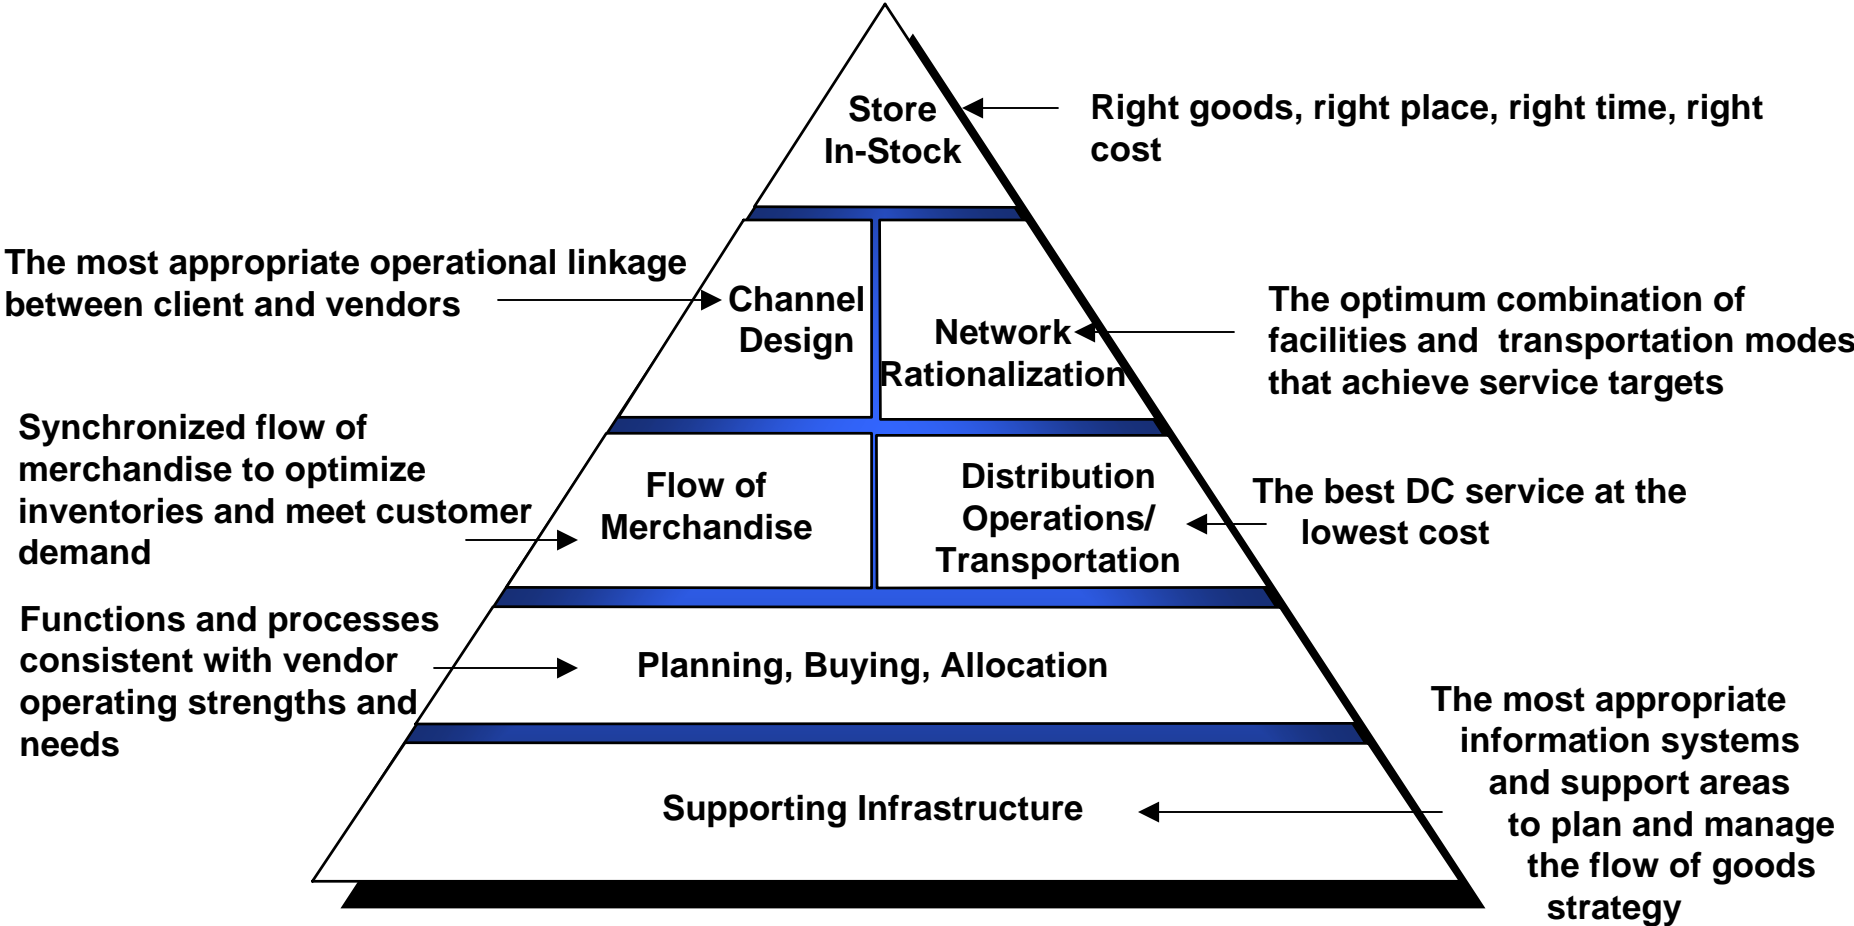 Store
In-Stock
Right goods, right place, right time, right
cost
The most appropriate operational linkage
between client and vendors
Channel
Design
Network
Rationalization
The optimum combination of
facilities and  transportation modes
that achieve service targets
Synchronized flow of
merchandise to optimize
inventories and meet customer
demand
Flow of
Merchandise
Distribution
Operations/
Transportation
The best DC service at the
lowest cost
Functions and processes
consistent with vendor
operating strengths and
needs
Planning, Buying, Allocation
Supporting Infrastructure
The most appropriate
information systems
and support areas
to plan and manage
the flow of goods
strategy